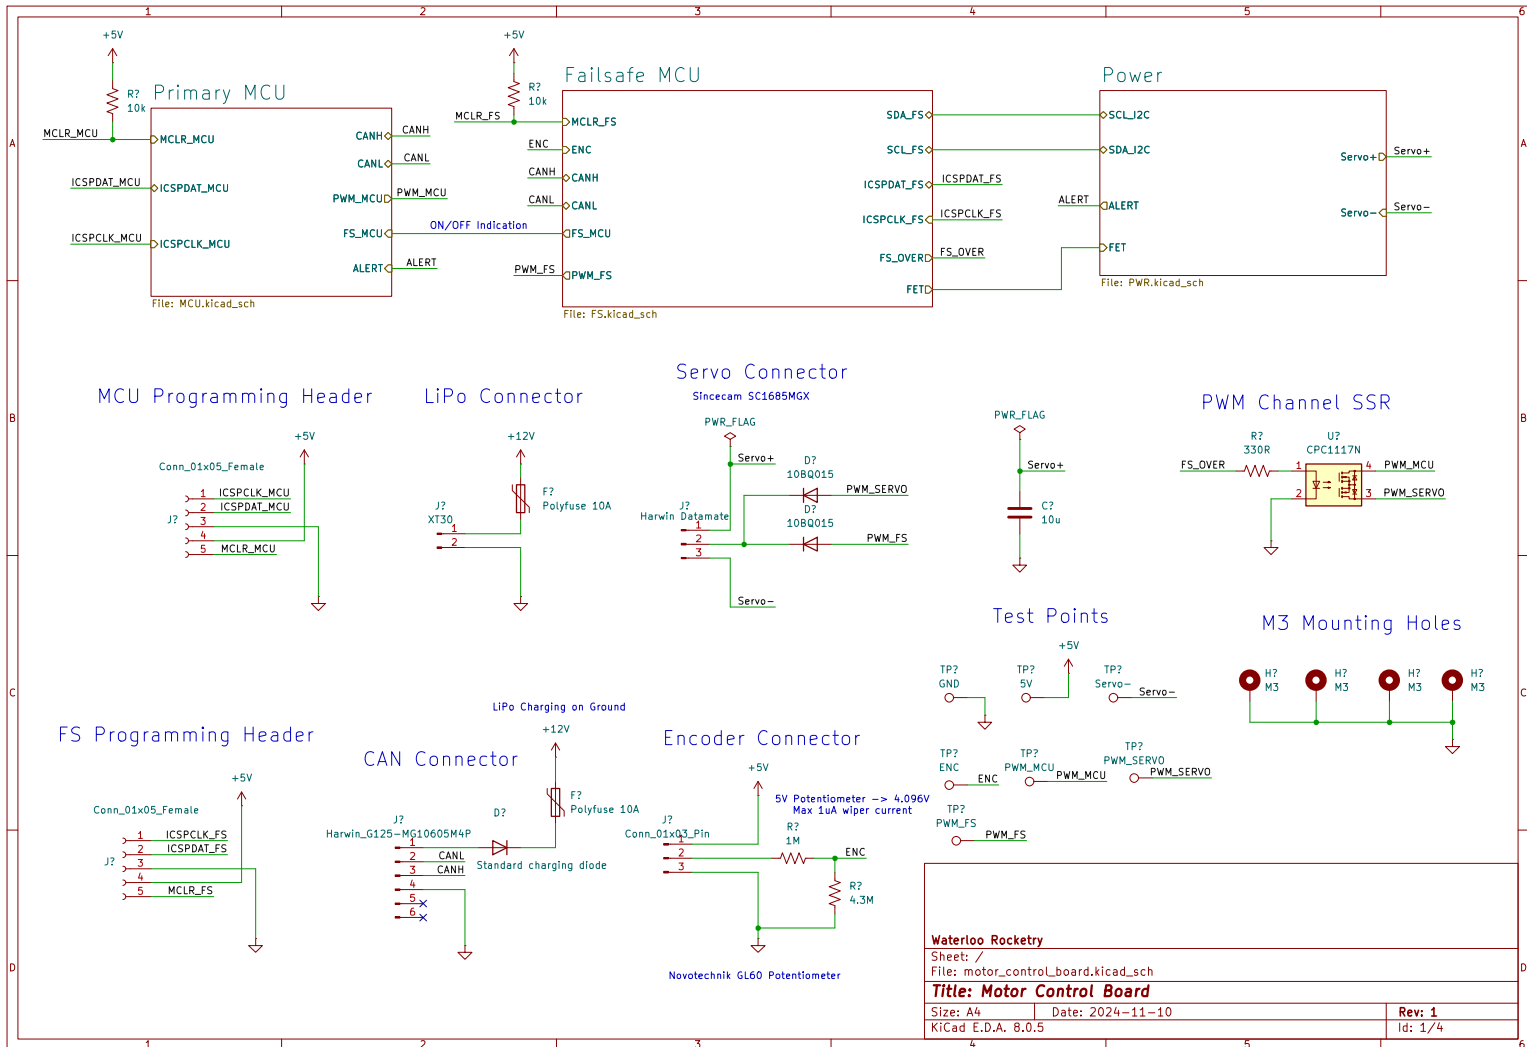 1 2 3 4 5 6
+5V
R?
10k
Primary MCU
MCLR_MCU
MCLR_MCU
ICSPDAT_MCU
ICSPDAT_MCU
ICSPCLK_MCU
ICSPCLK_MCU
CANH
CANH
CANL
CANL
PWM_MCU
PWM_MCU
FS_MCU
ALERT
ALERT
File: MCU.kicad_sch
ON/OFF Indication
+5V
R?
10k
Failsafe MCU
MCLR_FS
MCLR_FS
ENC
ENC
CANH
CANH
CANL
CANL
FS_MCU
PWM_FS
PWM_FS
SDA_FS
SCL_FS
ICSPDAT_FS
ICSPDAT_FS
ICSPCLK_FS
ICSPCLK_FS
FS_OVER
FS_OVER
FET
File: FS.kicad_sch
Power
SCL_I2C
SDA_I2C
ALERT
ALERT
FET
Servo+
Servo+
Servo-
Servo-
File: PWR.kicad_sch
A
A
B
B
C
C
D
D
MCU Programming Header
+5V
Conn_01x05_Female
J?
1 ICSPCLK_MCU
2 ICSPDAT_MCU
3
4
5 MCLR_MCU
LiPo Connector
+12V
F?
Polyfuse 10A
J?
XT30
1
2
Servo Connector
Sincecam SC1685MGX
PWR_FLAG
Servo+
D?
10BQ015
PWM_SERVO
D?
10BQ015
PWM_FS
J?
Harwin Datamate
1
2
3
Servo-
PWR_FLAG
Servo+
C?
10u
PWM Channel SSR
R?
330R
U?
CPC1117N
FS_OVER
1
2
4
3
PWM_MCU
PWM_SERVO
Test Points
TP?
GND
TP?
5V
+5V
TP?
Servo-
Servo-
TP?
ENC
ENC
TP?
PWM_MCU
PWM_MCU
TP?
PWM_SERVO
PWM_SERVO
TP?
PWM_FS
PWM_FS
M3 Mounting Holes
H?
M3
H?
M3
H?
M3
H?
M3
FS Programming Header
+5V
Conn_01x05_Female
J?
1 ICSPCLK_FS
2 ICSPDAT_FS
3
4
5 MCLR_FS
LiPo Charging on Ground
CAN Connector
+12V
F?
Polyfuse 10A
D?
Standard charging diode
J?
Harwin_G125-MG10605M4P
1
2 CANL
3 CANH
4
5
6
Encoder Connector
+5V
5V Potentiometer -> 4.096V
Max 1uA wiper current
J?
Conn_01x03_Pin
1
2
3
R?
1M
ENC
R?
4.3M
Novotechnik GL60 Potentiometer
Waterloo Rocketry
Sheet: /
File: motor_control_board.kicad_sch
Title: Motor Control Board
Size: A4 Date: 2024-11-10 Rev: 1
KiCad E.D.A. 8.0.5 Id: 1/4
1 2 3 4 5 6